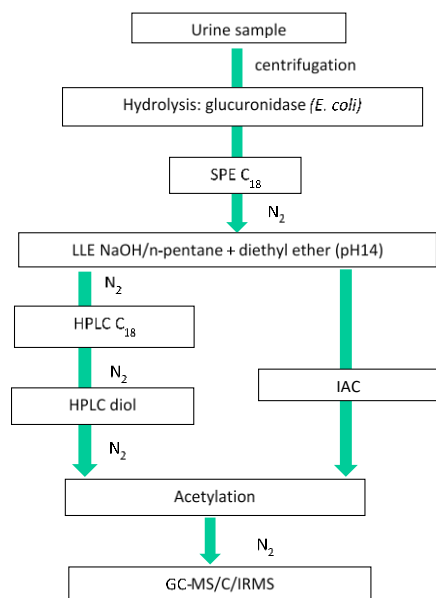 Urine sample
centrifugation
Hydrolysis: glucuronidase (E. coli)
SPE C18
N2
LLE NaOH/n-pentane + diethyl ether (pH14)
N2
HPLC C18
N2
IAC
HPLC diol
N2
Acetylation
N2
GC-MS/C/IRMS